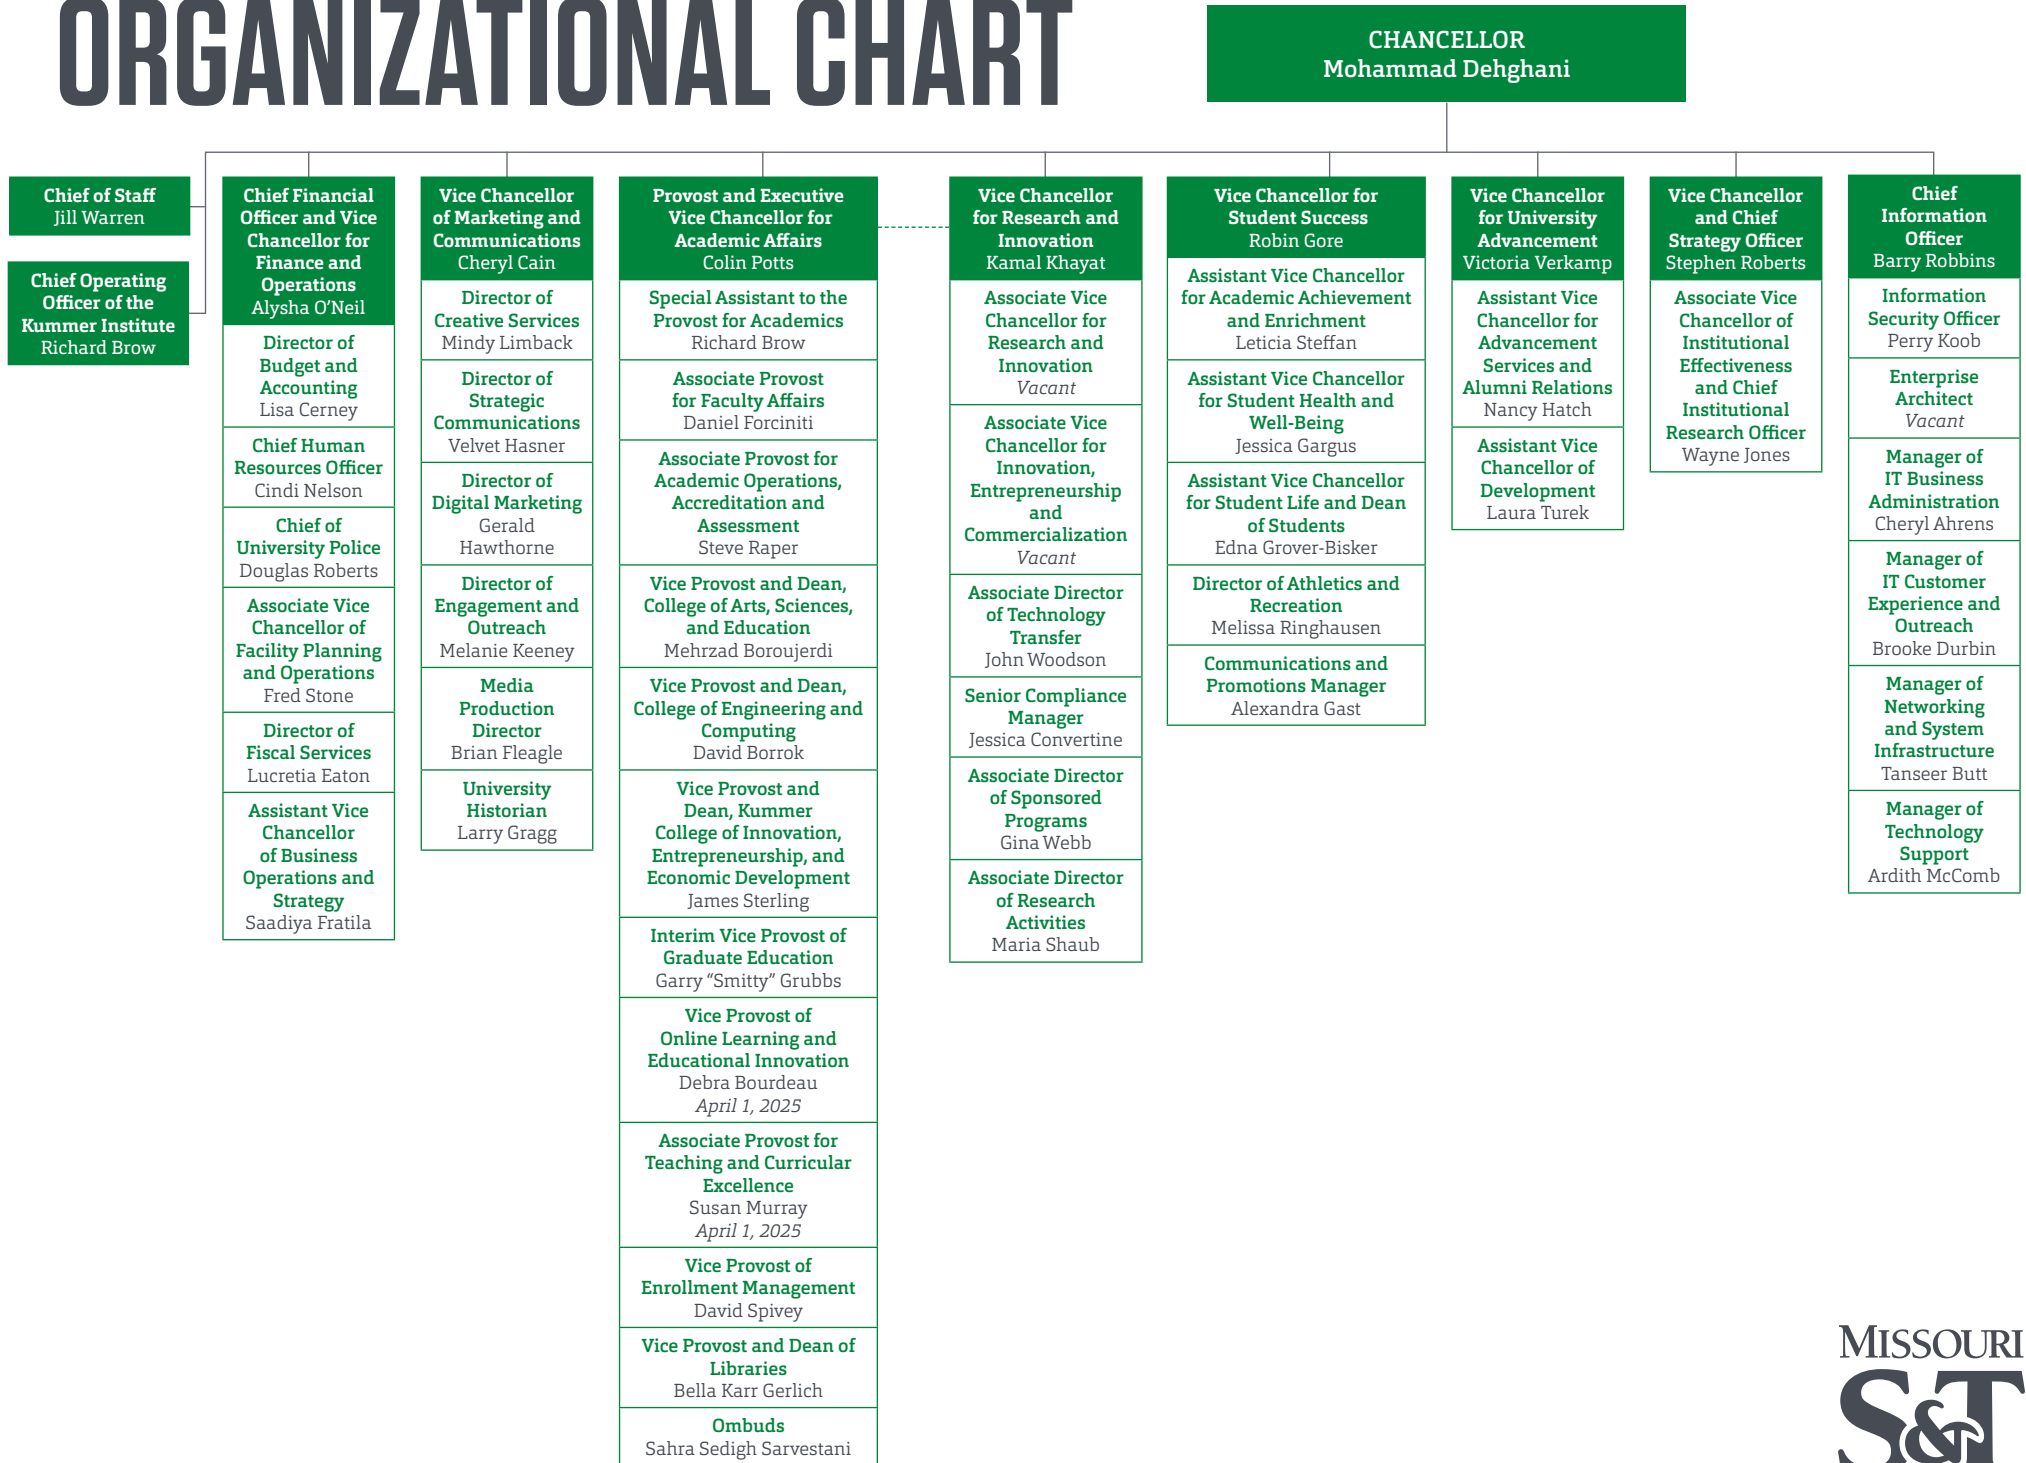 ORGANIZATIONAL CHART
CHANCELLOR
Mohammad Dehghani
Chief of Staff
Jill Warren
Chief Operating
Officer of the
Kummer Institute
Richard Brow
Chief Financial
Officer and Vice
Chancellor for
Finance and
Operations
Alysha O’Neil
Director of
Budget and
Accounting
Lisa Cerney
Chief Human
Resources Officer
Cindi Nelson
Chief of
University Police
Douglas Roberts
Associate Vice
Chancellor of
Facility Planning
and Operations
Fred Stone
Director of
Fiscal Services
Lucretia Eaton
Assistant Vice
Chancellor
of Business
Operations and
Strategy
Saadiya Fratila
Vice Chancellor
of Marketing and
Communications
Cheryl Cain
Director of
Creative Services
Mindy Limback
Director of
Strategic
Communications
Velvet Hasner
Director of
Digital Marketing
Gerald
Hawthorne
Director of
Engagement and
Outreach
Melanie Keeney
Media
Production
Director
Brian Fleagle
University
Historian
Larry Gragg
Provost and Executive
Vice Chancellor for
Academic Affairs
Colin Potts
Special Assistant to the
Provost for Academics
Richard Brow
Associate Provost
for Faculty Affairs
Daniel Forciniti
Associate Provost for
Academic Operations,
Accreditation and
Assessment
Steve Raper
Vice Provost and Dean,
College of Arts, Sciences,
and Education
Mehrzad Boroujerdi
Vice Provost and Dean,
College of Engineering and
Computing
David Borrok
Vice Provost and
Dean, Kummer
College of Innovation,
Entrepreneurship, and
Economic Development
James Sterling
Interim Vice Provost of
Graduate Education
Garry “Smitty” Grubbs
Vice Provost of
Online Learning and
Educational Innovation
Debra Bourdeau
April 1, 2025
Associate Provost for
Teaching and Curricular
Excellence
Susan Murray
April 1, 2025
Vice Provost of
Enrollment Management
David Spivey
Vice Provost and Dean of
Libraries
Bella Karr Gerlich
Ombuds
Sahra Sedigh Sarvestani
Vice Chancellor
for Research and
Innovation
Kamal Khayat
Associate Vice
Chancellor for
Research and
Innovation
Vacant
Associate Vice
Chancellor for
Innovation,
Entrepreneurship
and
Commercialization
Vacant
Associate Director
of Technology
Transfer
John Woodson
Senior Compliance
Manager
Jessica Convertine
Associate Director
of Sponsored
Programs
Gina Webb
Associate Director
of Research
Activities
Maria Shaub
Vice Chancellor for
Student Success
Robin Gore
Assistant Vice Chancellor
for Academic Achievement
and Enrichment
Leticia Steffan
Assistant Vice Chancellor
for Student Health and
Well-Being
Jessica Gargus
Assistant Vice Chancellor
for Student Life and Dean
of Students
Edna Grover-Bisker
Director of Athletics and
Recreation
Melissa Ringhausen
Communications and
Promotions Manager
Alexandra Gast
Vice Chancellor
for University
Advancement
Victoria Verkamp
Assistant Vice
Chancellor for
Advancement
Services and
Alumni Relations
Nancy Hatch
Assistant Vice
Chancellor of
Development
Laura Turek
Vice Chancellor
and Chief
Strategy Officer
Stephen Roberts
Associate Vice
Chancellor of
Institutional
Effectiveness
and Chief
Institutional
Research Officer
Wayne Jones
Chief
Information
Officer
Barry Robbins
Information
Security Officer
Perry Koob
Enterprise
Architect
Vacant
Manager of
IT Business
Administration
Cheryl Ahrens
Manager of
IT Customer
Experience and
Outreach
Brooke Durbin
Manager of
Networking
and System
Infrastructure
Tanseer Butt
Manager of
Technology
Support
Ardith McComb
MISSOURI
S&T